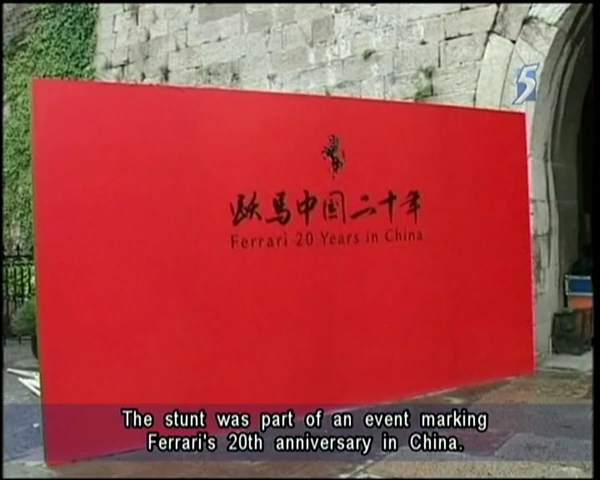 5
跃马中国二十年
Ferrari 20 Years in China
The stunt was part of an event marking
Ferrari's 20th anniversary in China.